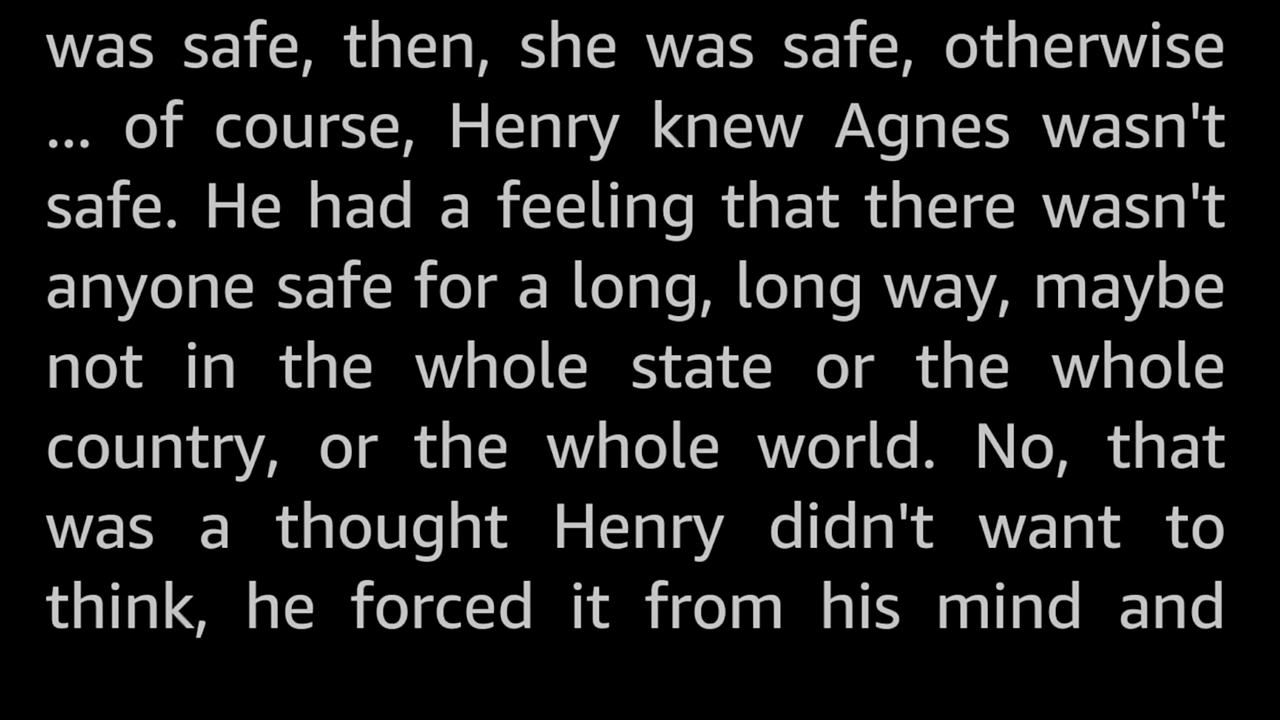 was safe, then, she was safe, otherwise
... of course, Henry knew Agnes wasn't
safe. He had a feeling that there wasn't
anyone safe for a long, long way, maybe
not in the whole state or the whole
country, or the whole world. No, that
was a thought Henry didn't want to
think, he forced it from his mind and